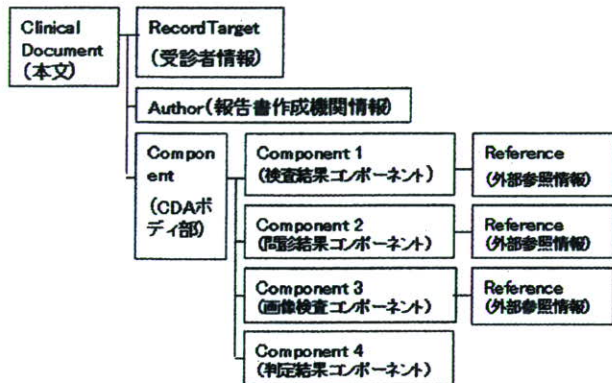 Clinical
Document
(本文)
RecordTarget
(受診者情報)
Author(報告書作成機関情報)
Compon
ent
(CDAボ
ディ部)
Component 1
(検査結果コンポーネント)
Reference
(外部参照情報)
Component 2
(問診結果コンポーネント)
Reference
(外部参照情報)
Component 3
(画像検査コンポーネント)
Reference
(外部参照情報)
Component 4
(判定結果コンポーネント)